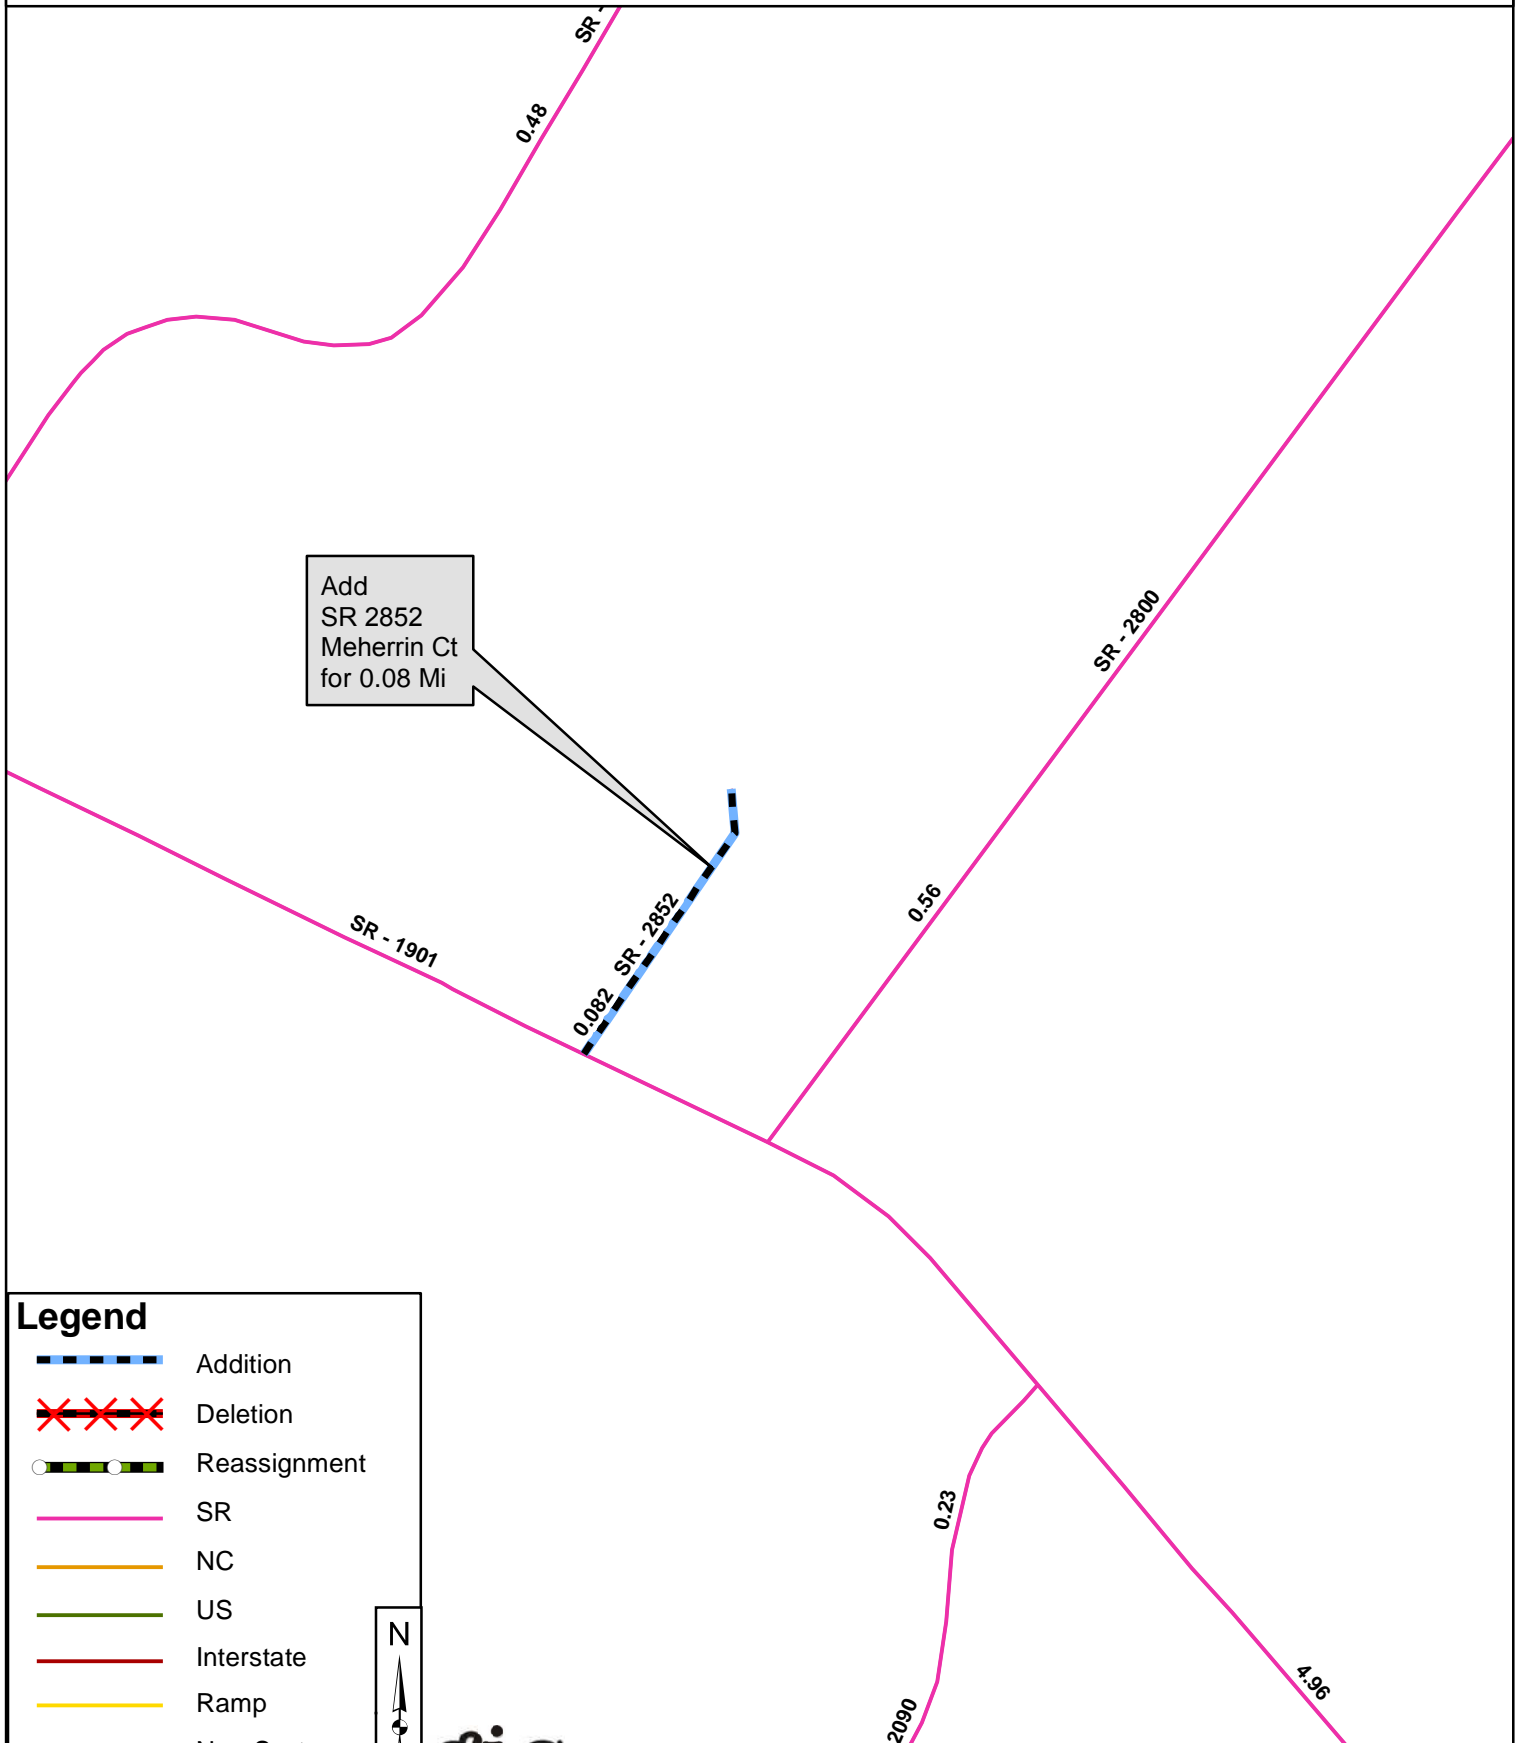 SR -
0.48
Add
SR 2852
Meherrin Ct
for 0.08 Mi
SR - 2800
0.56
SR - 2852
0.082
SR - 1901
Legend
Addition
Deletion
Reassignment
SR
NC
US
Interstate
Ramp
N
0.23
2090
4.96